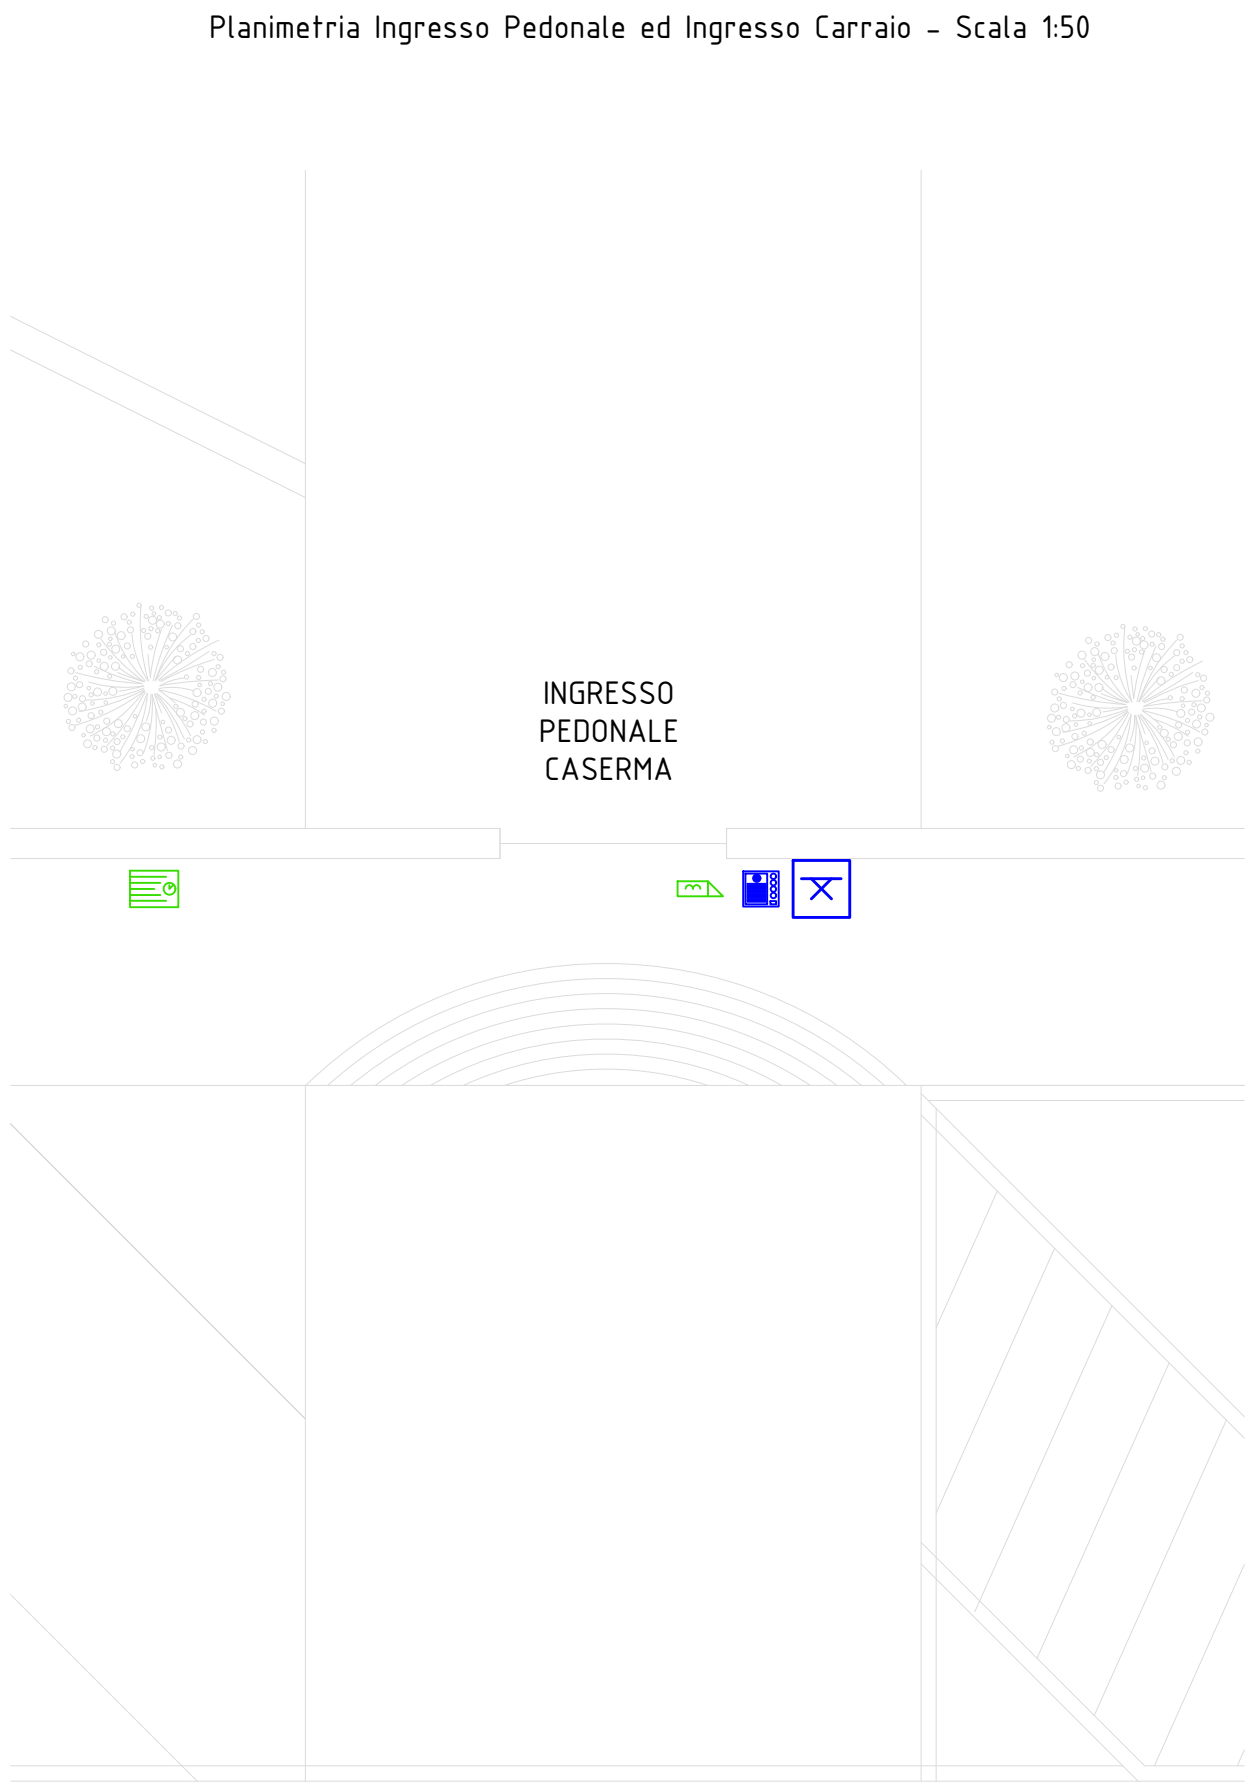 Planimetria Ingresso Pedonale ed Ingresso Carraio - Scala 1:50
INGRESSO
PEDONALE
CASERMA